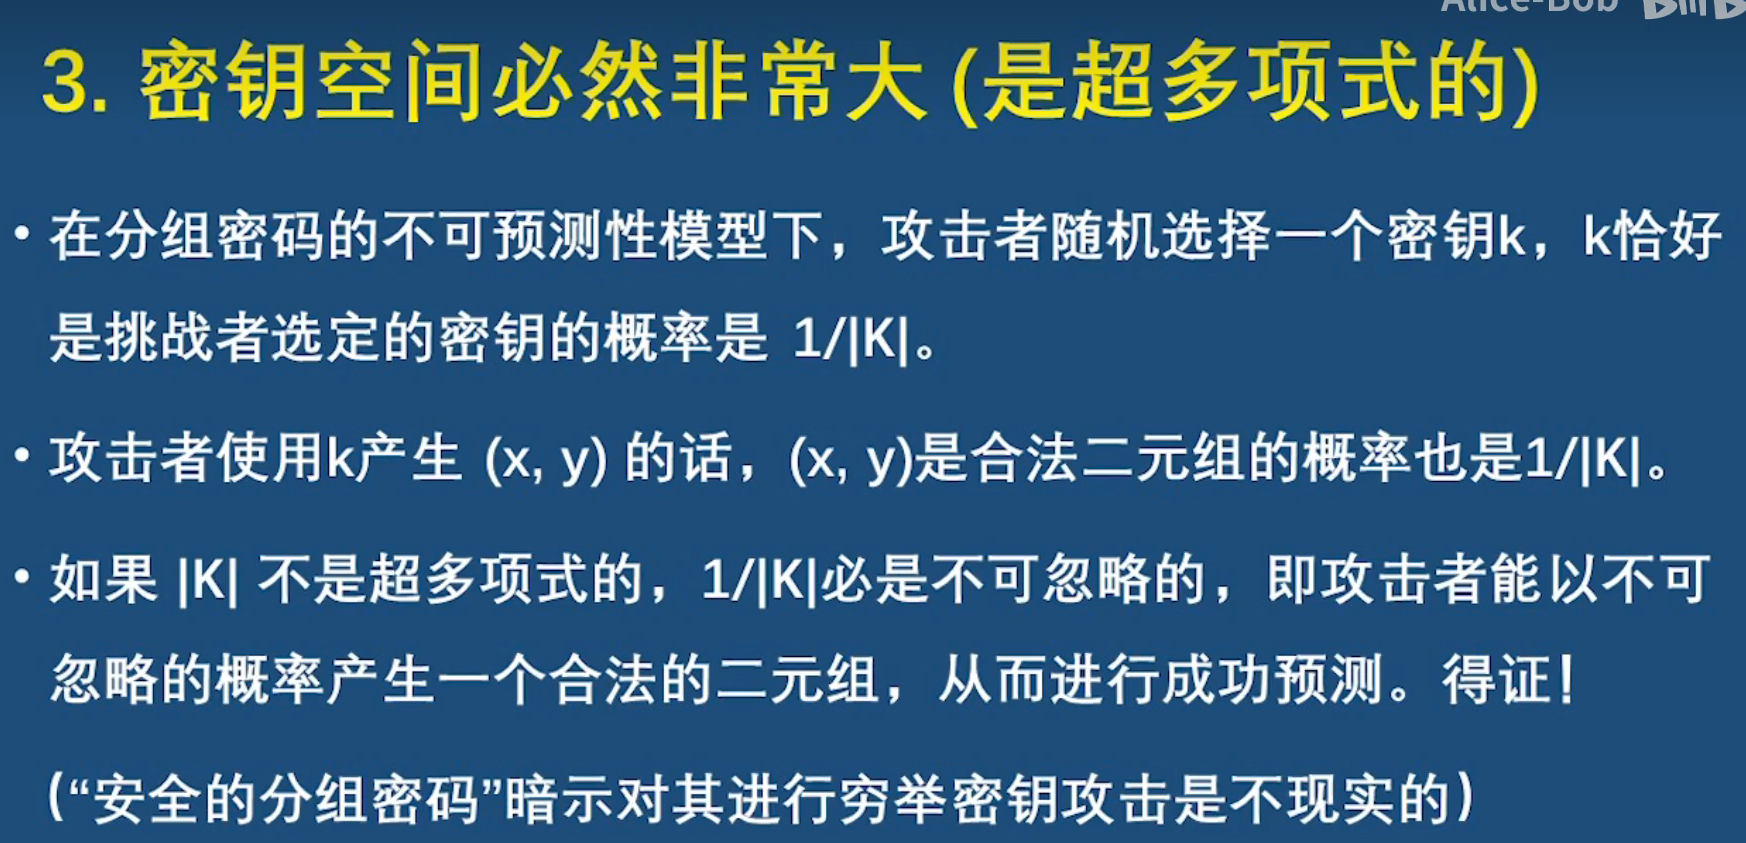 Alice-Bob
3. 密钥空间必然非常大 (是超多项式的)
• 在分组密码的不可预测性模型下，攻击者随机选择一个密钥k，k恰好
是挑战者选定的密钥的概率是 1/|K|。
• 攻击者使用k产生 (x, y) 的话，(x, y)是合法二元组的概率也是1/|K|。
• 如果 |K| 不是超多项式的，1/|K|必是不可忽略的，即攻击者能以不可
忽略的概率产生一个合法的二元组，从而进行成功预测。得证！
(“安全的分组密码”暗示对其进行穷举密钥攻击是不现实的)